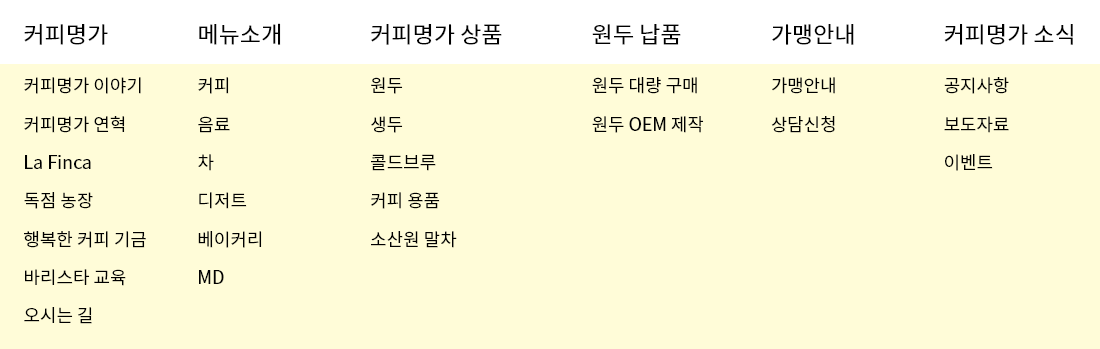 커피명가
메뉴소개
커피명가 상품
원두 납품
가맹안내
커피명가 소식
커피명가 이야기
커피명가 연혁
La Finca
독점 농장
행복한 커피 기금
바리스타 교육
오시는 길
커피
음료
차
디저트
베이커리
MD
원두
생두
콜드브루
커피 용품
소산원 말차
원두 대량 구매
원두 OEM 제작
가맹안내
상담신청
공지사항
보도자료
이벤트